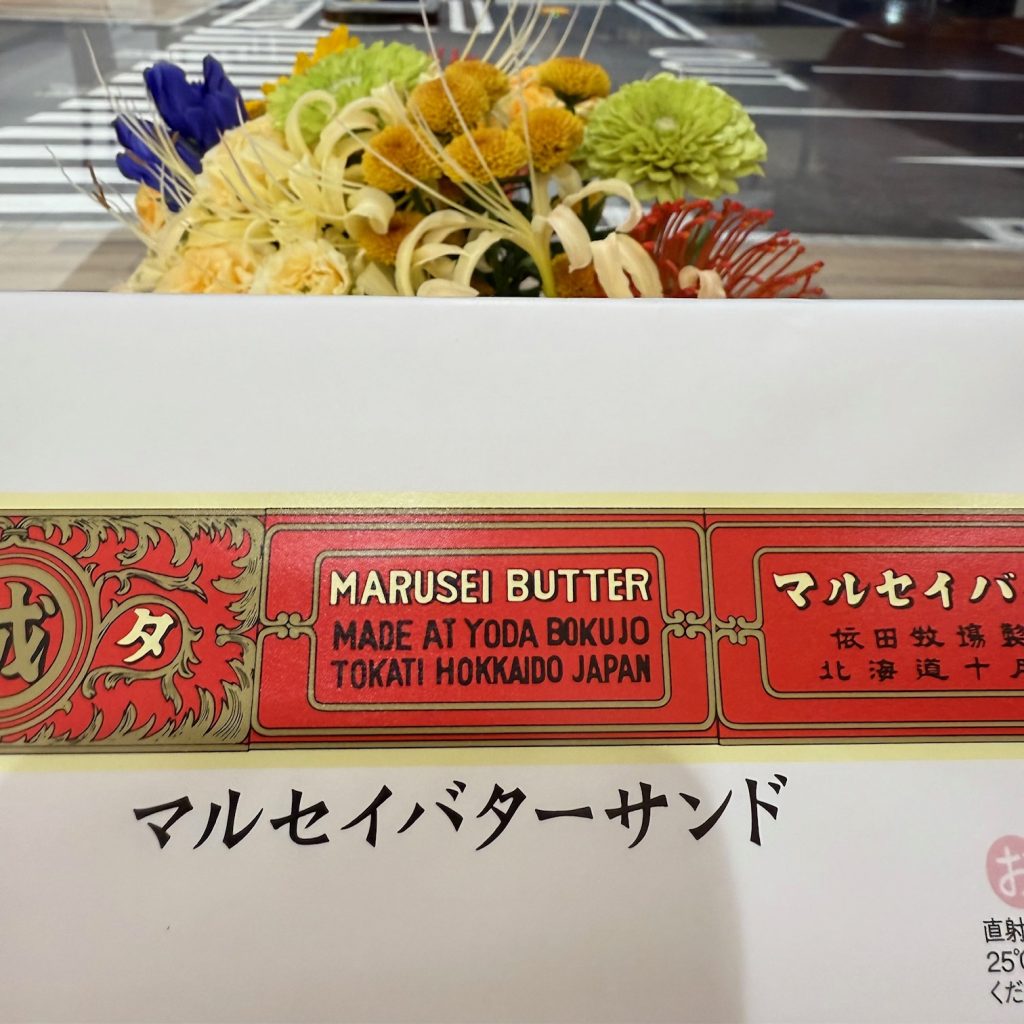 成
タ
MARUSEI BUTTER
MADE AT YODA BOKUJO
TOKATI HOKKAIDO JAPAN
マルセイバ
依田牧場製
北海道十
マルセイバターサンド
お
直射
25℃
くだ